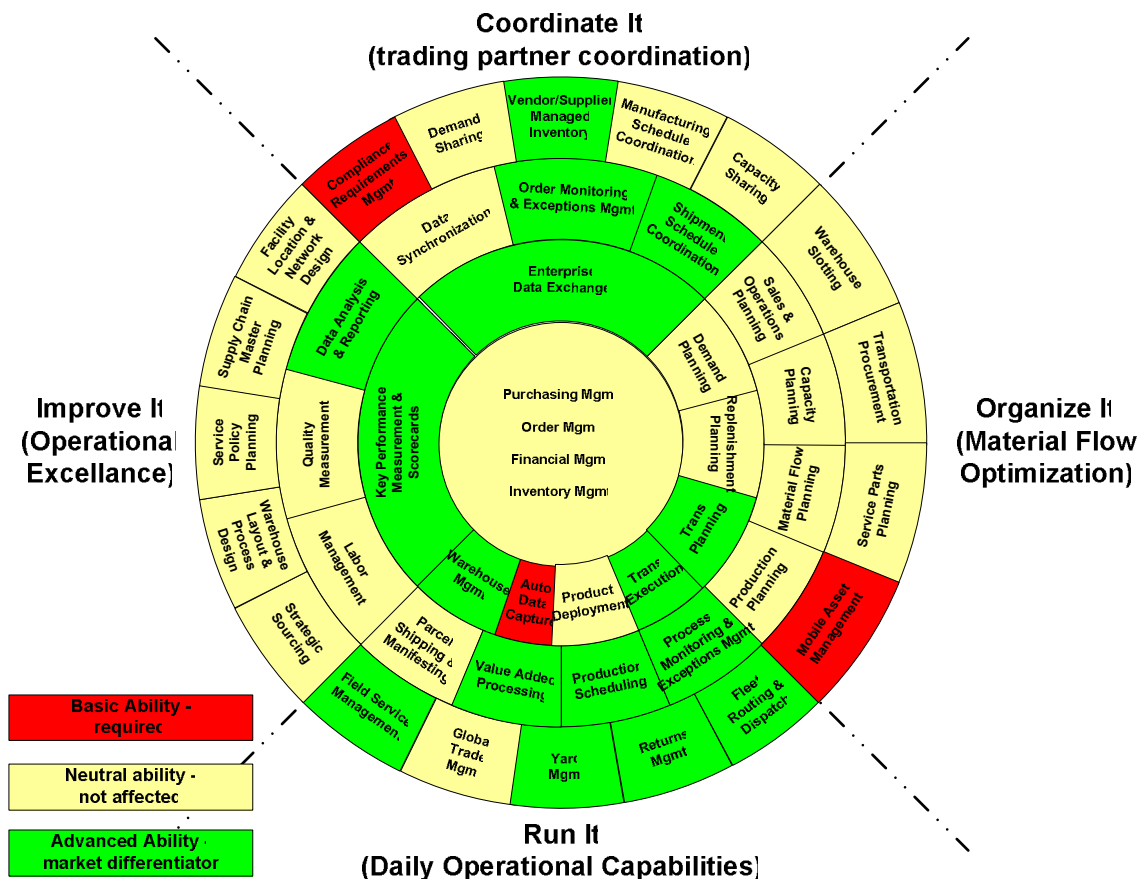 Coordinate It
(trading partner coordination)
Vendor/Supplier
Managed
Inventory
Manufacturing
Schedule
Coordination
Demand
Sharing
Capacity
Sharing
Compliance
Requirements
Mgmt
Order Monitoring
& Exceptions Mgmt
Shipment
Schedule
Coordination
Data
Synchronization
Enterprise
Data Exchange
Warehouse
Slotting
Sales &
Operations
Planning
Transportation
Procurement
Capacity
Planning
Demand
Planning
Replenishment
Planning
Material Flow
Planning
Service Parts
Planning
Trans
Planning
Production
Planning
Mobile Asset
Management
Organize It
(Material Flow
Optimization)
Purchasing Mgm
Order Mgm
Financial Mgm
Inventory Mgmt
Facility
Location &
Network
Design
Data Analysis
& Reporting
Supply Chain
Master
Planning
Key Performance
Measurement &
Scorecards
Quality
Measurement
Service
Policy
Planning
Labor
Management
Warehouse
Layout &
Process
Design
Strategic
Sourcing
Improve It
(Operational
Excellance)
Warehouse
Mgm
Auto
Data
Capture
Product
Deployment
Trans
Execution
Parcel
Shipping &
Manifesting
Value Added
Processing
Production
Scheduling
Process
Monitoring &
Exceptions Mgmt
Field Service
Management
Global
Trade
Mgm
Yard
Mgm
Returns
Mgmt
Fleet
Routing &
Dispatch
Basic Ability -
required
Neutral ability -
not affected
Advanced Ability -
market differentiator
Run It
(Daily Operational Capabilities)